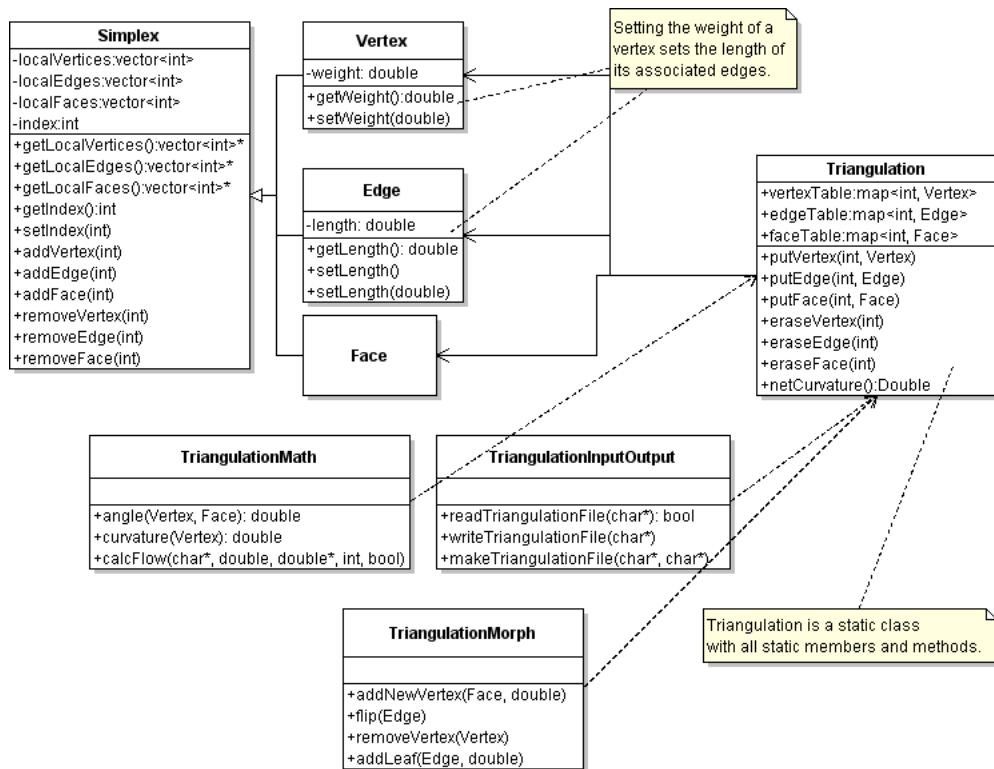 Simplex
-localVertices:vector<int>
-localEdges:vector<int>
-localFaces:vector<int>
-index:int
+getLocalVertices():vector<int>*
+getLocalEdges():vector<int>*
+getLocalFaces():vector<int>*
+getIndex():int
+setIndex(int)
+addVertex(int)
+addEdge(int)
+addFace(int)
+removeVertex(int)
+removeEdge(int)
+removeFace(int)
Vertex
-weight: double
+getWeight():double
+setWeight(double)
Edge
-length: double
+getLength(): double
+setLength()
+setLength(double)
Face
Setting the weight of a
vertex sets the length of
its associated edges.
Triangulation
+vertexTable:map<int, Vertex>
+edgeTable:map<int, Edge>
+faceTable:map<int, Face>
+putVertex(int, Vertex)
+putEdge(int, Edge)
+putFace(int, Face)
+eraseVertex(int)
+eraseEdge(int)
+eraseFace(int)
+netCurvature():Double
TriangulationMath
+angle(Vertex, Face): double
+curvature(Vertex): double
+calcFlow(char*, double, double*, int, bool)
TriangulationInputOutput
+readTriangulationFile(char*): bool
+writeTriangulationFile(char*)
+makeTriangulationFile(char*, char*)
TriangulationMorph
+addNewVertex(Face, double)
+flip(Edge)
+removeVertex(Vertex)
+addLeaf(Edge, double)
Triangulation is a static class
with all static members and methods.